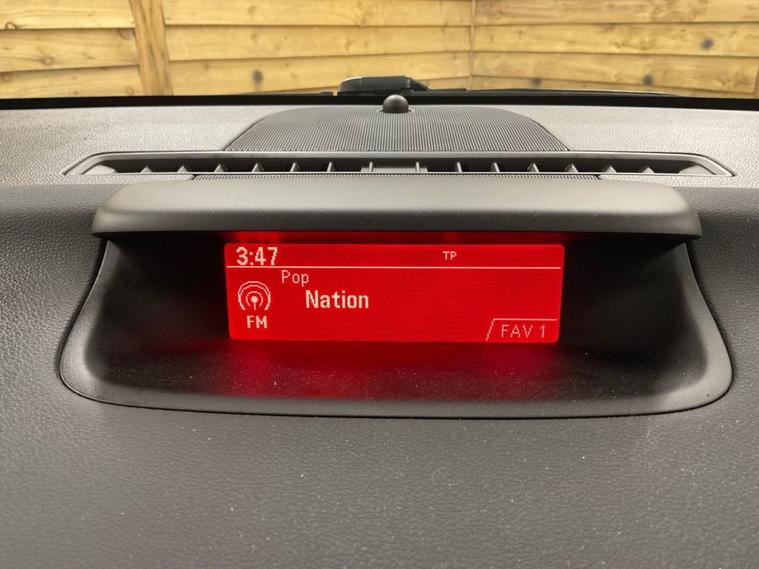 3:47 TP
Pop
Nation
FM
FAV 1